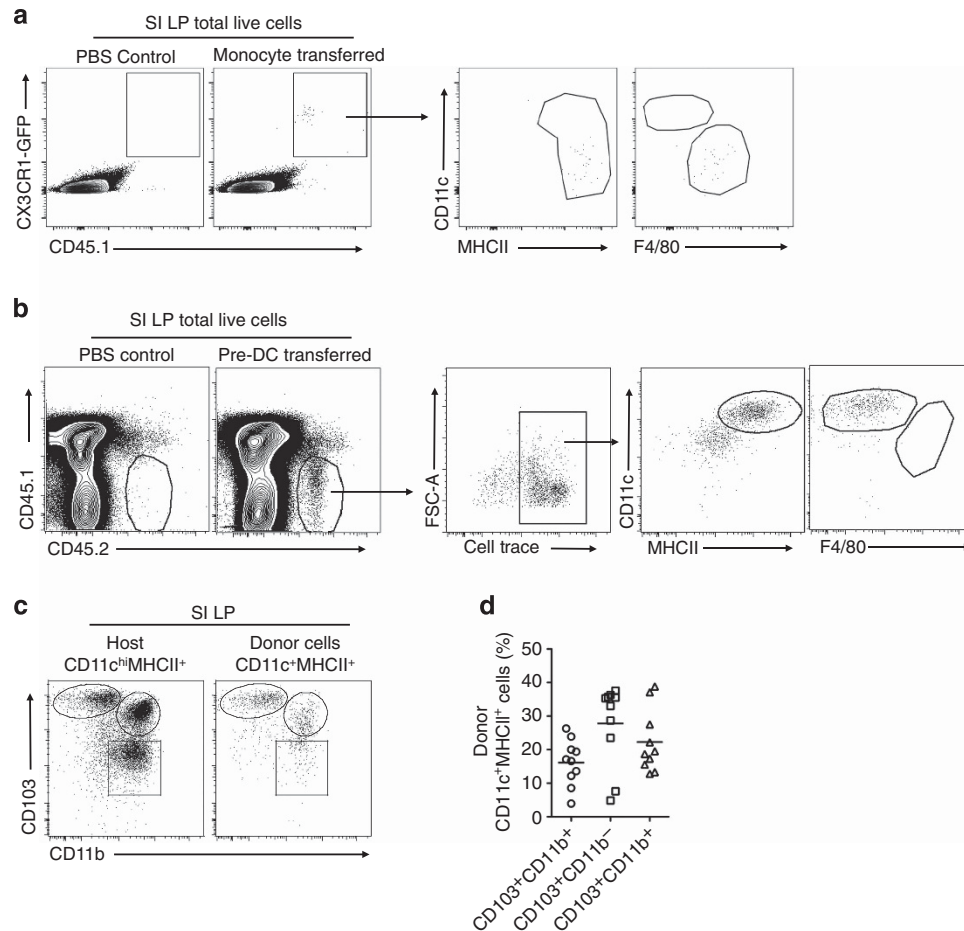 a
SI LP total live cells
PBS Control
Monocyte transferred
CX3CR1-GFP
CD45.1
CD11c
MHCII
F4/80
b
SI LP total live cells
PBS control
Pre-DC transferred
CD45.1
CD45.2
FSC-A
Cell trace
CD11c
MHCII
F4/80
c
SI LP
Host
CD11cʰⁱMHCII⁺
Donor cells
CD11c⁺MHCII⁺
CD103
CD11b
d
Donor
CD11c⁺MHCII⁺ cells (%)
50
40
30
20
10
0
CD103⁺CD11b⁺
CD103⁺CD11b⁻
CD103⁺CD11b⁺